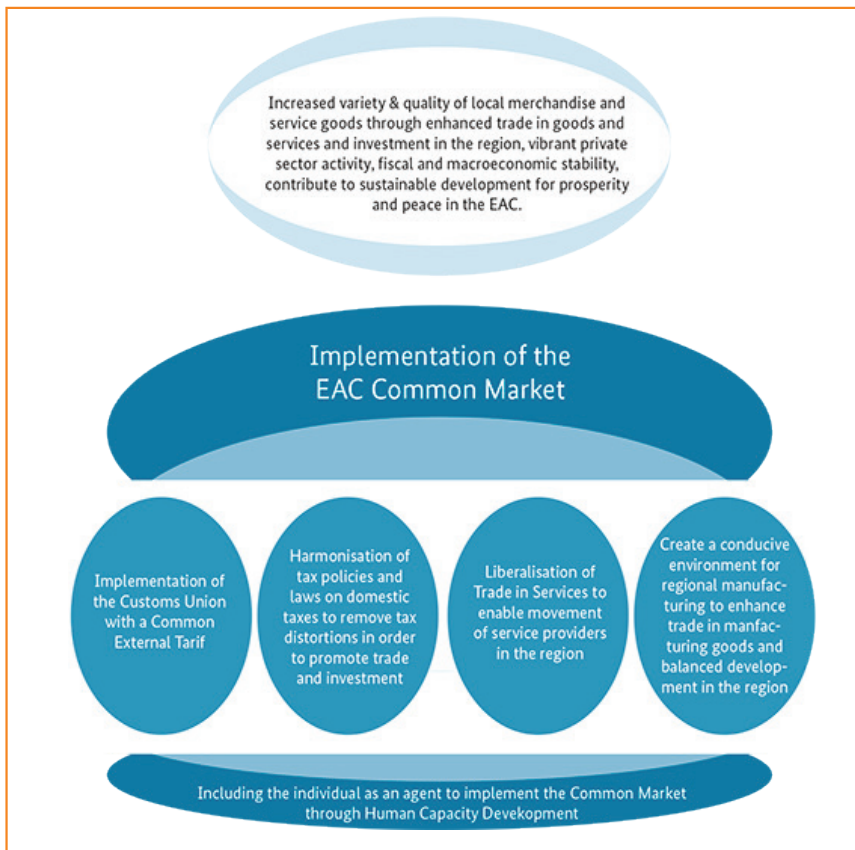 Increased variety & quality of local merchandise and
service goods through enhanced trade in goods and
services and investment in the region, vibrant private
sector activity, fiscal and macroeconomic stability,
contribute to sustainable development for prosperity
and peace in the EAC.
Implementation of the
EAC Common Market
Implementation of
the Customs Union
with a Common
External Tarif
Harmonisation of
tax policies and
laws on domestic
taxes to remove tax
distortions in order
to promote trade
and investment
Liberalisation of
Trade in Services to
enable movement
of service providers
in the region
Create a conducive
environment for
regional manufac-
turing to enhance
trade in manfac-
turing goods and
balanced develop-
ment in the region
Including the individual as an agent to implement the Common Market
through Human Capacity Devekopment